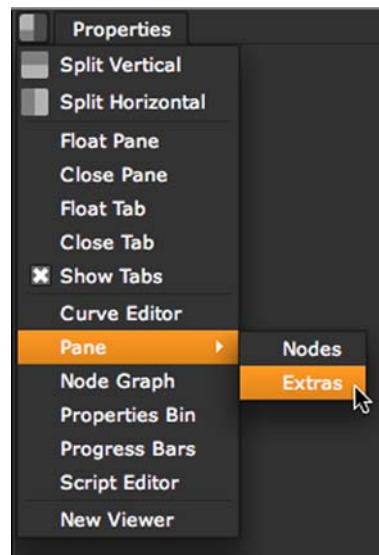 Properties
Split Vertical
Split Horizontal
Float Pane
Close Pane
Float Tab
Close Tab
Show Tabs
Curve Editor
Pane
Nodes
Node Graph
Extras
Properties Bin
Progress Bars
Script Editor
New Viewer